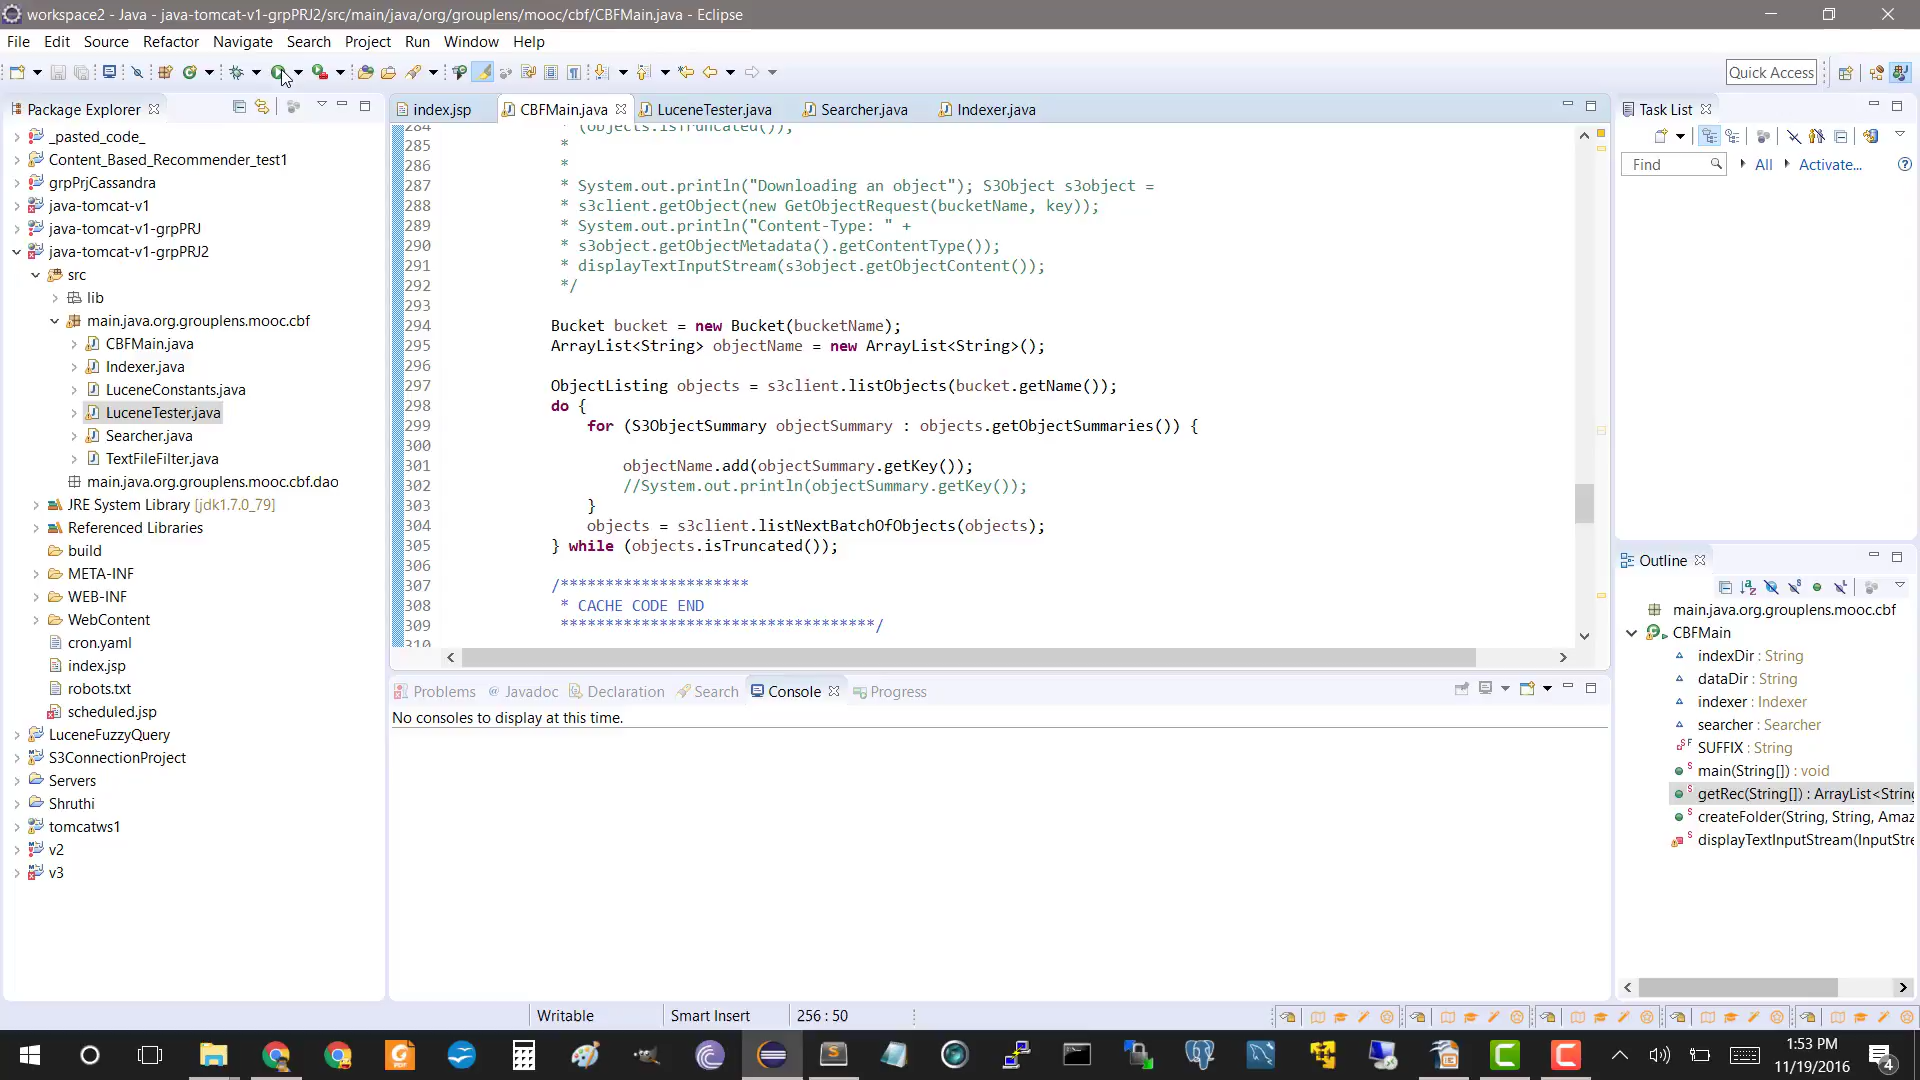 workspace2 - Java - java-tomcat-v1-grpPRJ2/src/main/java/org/grouplens/mooc/cbf/CBFMain.java - Eclipse
File Edit Source Refactor Navigate Search Project Run Window Help
Quick Access
Package Explorer
_pasted_code_
Content_Based_Recommender_test1
grpPrjCassandra
java-tomcat-v1
java-tomcat-v1-grpPRJ
java-tomcat-v1-grpPRJ2
src
lib
main.java.org.grouplens.mooc.cbf
CBFMain.java
Indexer.java
LuceneConstants.java
LuceneTester.java
Searcher.java
TextFileFilter.java
main.java.org.grouplens.mooc.cbf.dao
JRE System Library [jdk1.7.0_79]
Referenced Libraries
build
META-INF
WEB-INF
WebContent
cron.yaml
index.jsp
robots.txt
scheduled.jsp
LuceneFuzzyQuery
S3ConnectionProject
Servers
Shruthi
tomcatws1
v2
v3
index.jsp CBFMain.java LuceneTester.java Searcher.java Indexer.java
284 * (objects.isTruncated());
285 *
286 *
287 * System.out.println("Downloading an object"); S3Object s3object =
288 * s3client.getObject(new GetObjectRequest(bucketName, key));
289 * System.out.println("Content-Type: " +
290 * s3object.getObjectMetadata().getContentType());
291 * displayTextInputStream(s3object.getObjectContent());
292 */
293
294 Bucket bucket = new Bucket(bucketName);
295 ArrayList<String> objectName = new ArrayList<String>();
296
297 ObjectListing objects = s3client.listObjects(bucket.getName());
298 do {
299 for (S3ObjectSummary objectSummary : objects.getObjectSummaries()) {
300
301 objectName.add(objectSummary.getKey());
302 //System.out.println(objectSummary.getKey());
303 }
304 objects = s3client.listNextBatchOfObjects(objects);
305 } while (objects.isTruncated());
306
307 /*********************
308 * CACHE CODE END
309 ***********************************/
310
Problems Javadoc Declaration Search Console Progress
No consoles to display at this time.
Task List
Find All Activate...
Outline
main.java.org.grouplens.mooc.cbf
CBFMain
indexDir : String
dataDir : String
indexer : Indexer
searcher : Searcher
SUFFIX : String
main(String[]) : void
getRec(String[]) : ArrayList<String
createFolder(String, String, Amaz
displayTextInputStream(InputStre
Writable Smart Insert 256 : 50
1:53 PM
11/19/2016
4